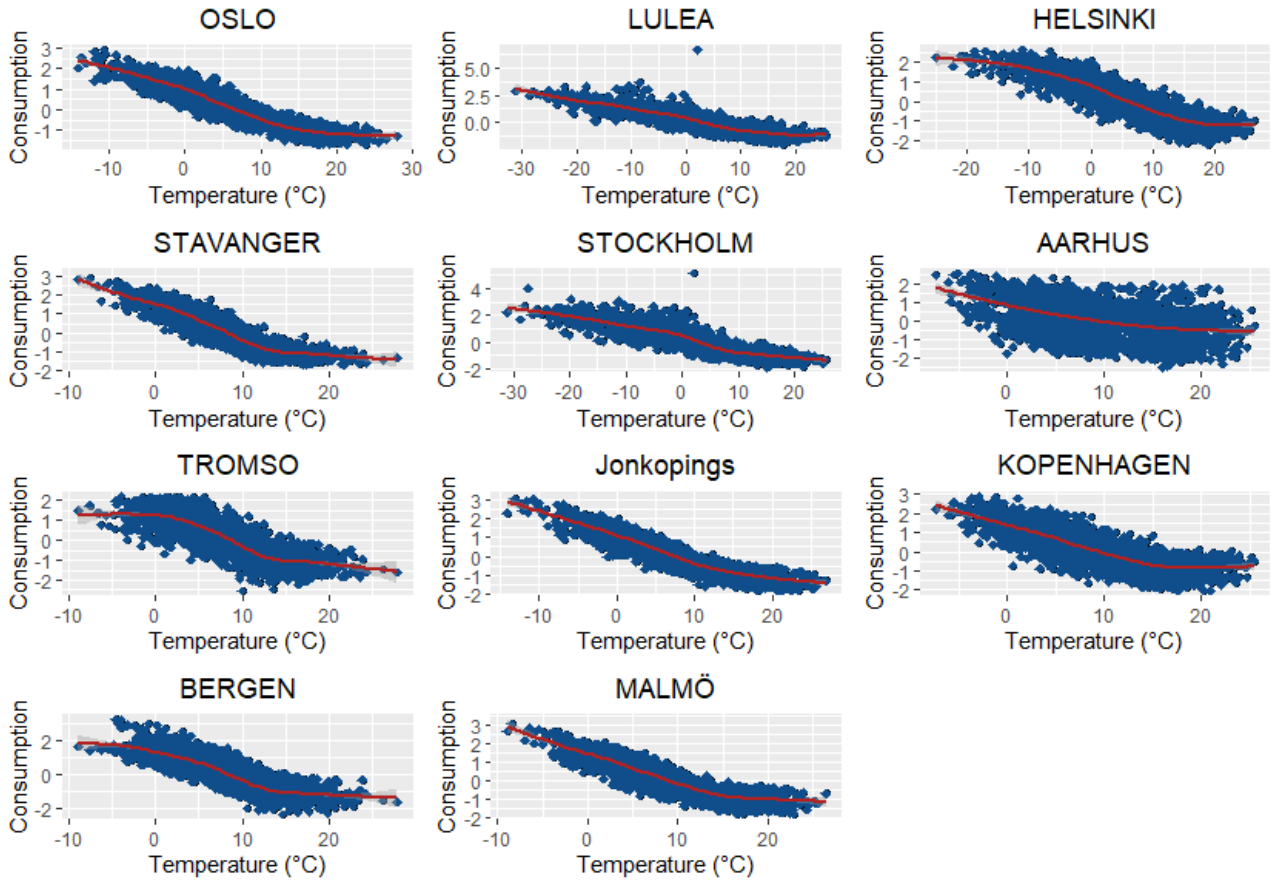 OSLO
Consumption
3
2
1
0
-1
-10 0 10 20 30
Temperature (°C)
LULEA
Consumption
5.0
2.5
0.0
-30 -20 -10 0 10 20
Temperature (°C)
HELSINKI
Consumption
2
1
0
-1
-2
-20 -10 0 10 20
Temperature (°C)
STAVANGER
Consumption
3
2
1
0
-1
-2
-10 0 10 20
Temperature (°C)
STOCKHOLM
Consumption
4
2
0
-2
-30 -20 -10 0 10 20
Temperature (°C)
AARHUS
Consumption
2
1
0
-1
-2
0 10 20
Temperature (°C)
TROMSO
Consumption
2
1
0
-1
-2
-10 0 10 20
Temperature (°C)
Jonkopings
Consumption
3
2
1
0
-1
-2
-10 0 10 20
Temperature (°C)
KOPENHAGEN
Consumption
3
2
1
0
-1
-2
0 10 20
Temperature (°C)
BERGEN
Consumption
2
0
-2
-10 0 10 20
Temperature (°C)
MALMÖ
Consumption
3
2
1
0
-1
-2
-10 0 10 20
Temperature (°C)